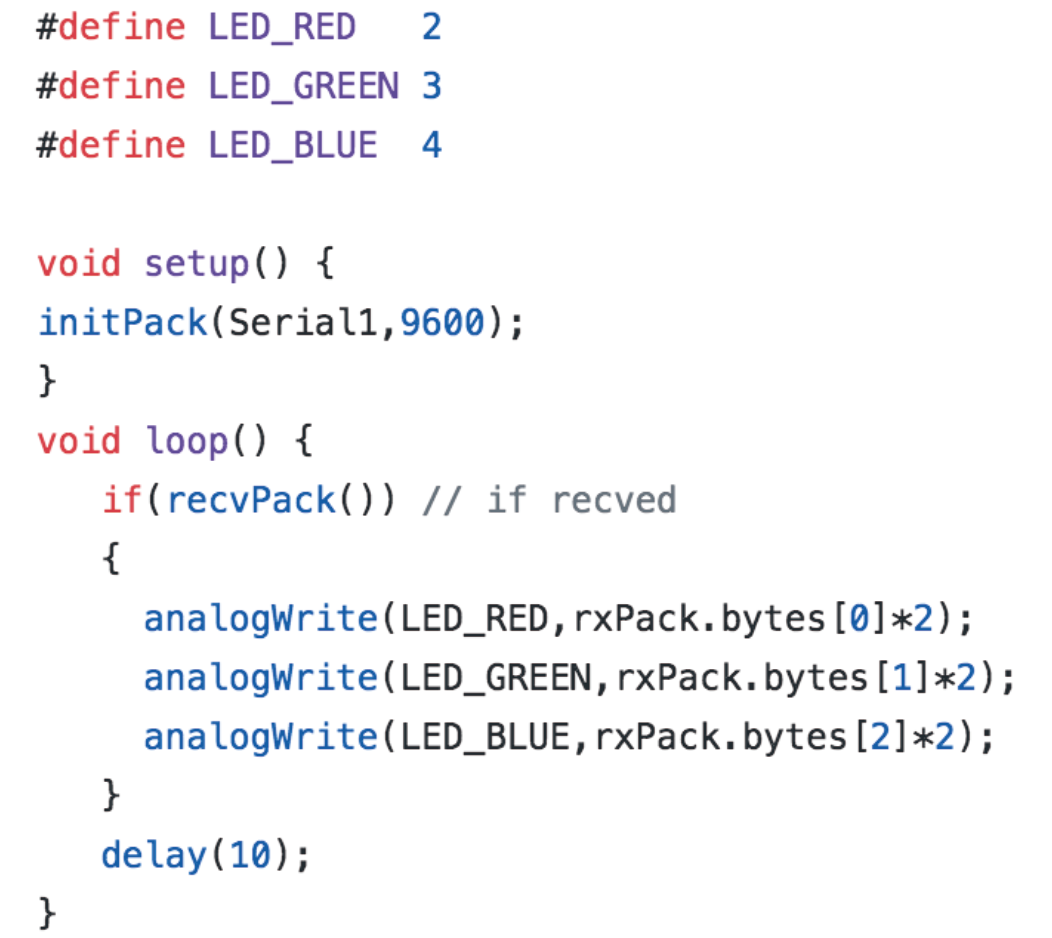 #define LED_RED   2
#define LED_GREEN 3
#define LED_BLUE  4
void setup() {
initPack(Serial1,9600);
}
void loop() {
   if(recvPack()) // if recved
   {
     analogWrite(LED_RED,rxPack.bytes[0]*2);
     analogWrite(LED_GREEN,rxPack.bytes[1]*2);
     analogWrite(LED_BLUE,rxPack.bytes[2]*2);
   }
   delay(10);
}